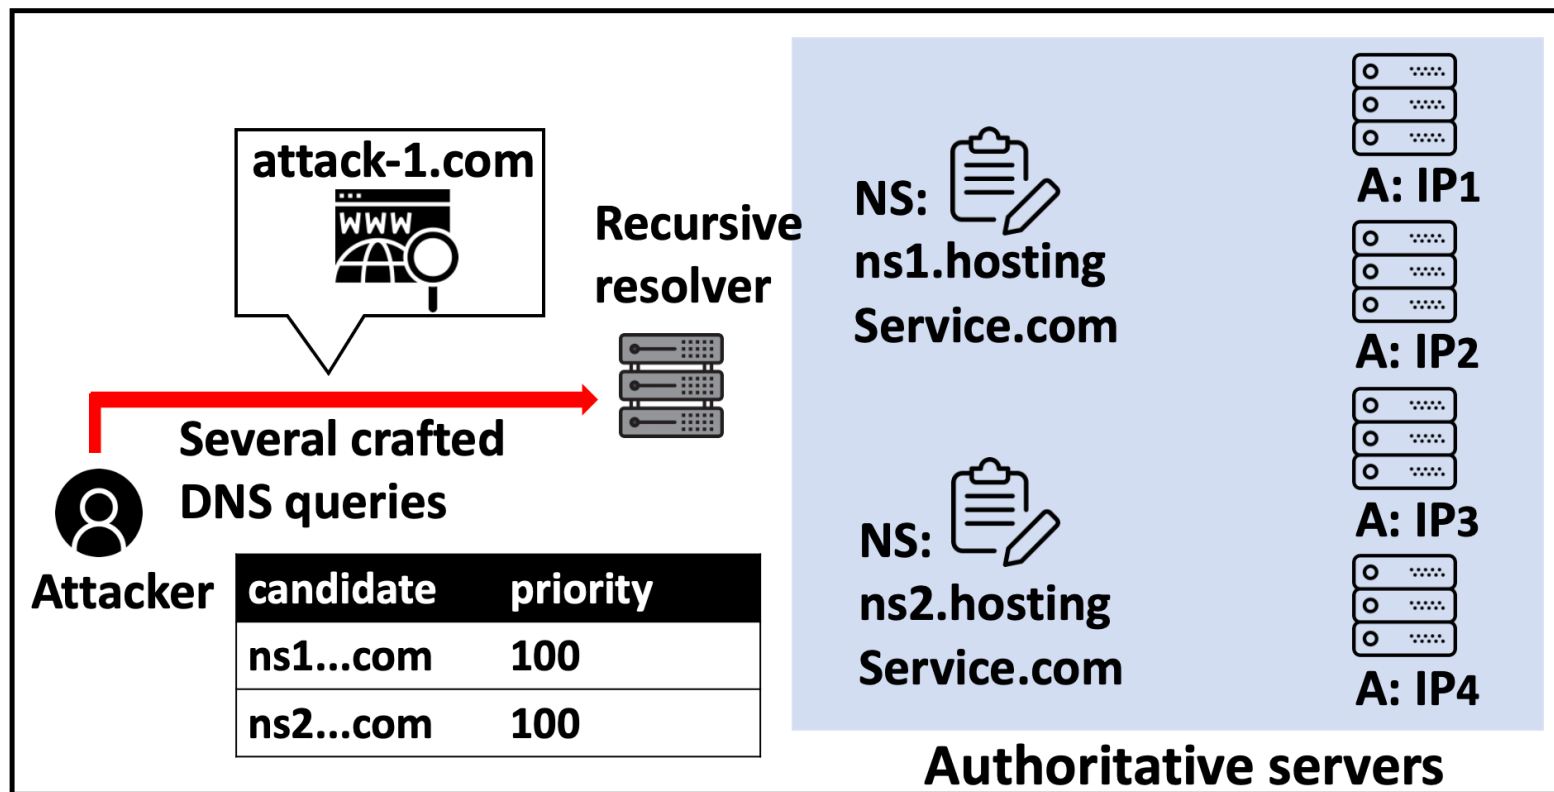 attack-1.com
WWW
Recursive
resolver
Several crafted
DNS queries
Attacker
candidate priority
ns1...com 100
ns2...com 100
NS:
ns1.hosting
Service.com
NS:
ns2.hosting
Service.com
A: IP1
A: IP2
A: IP3
A: IP4
Authoritative servers